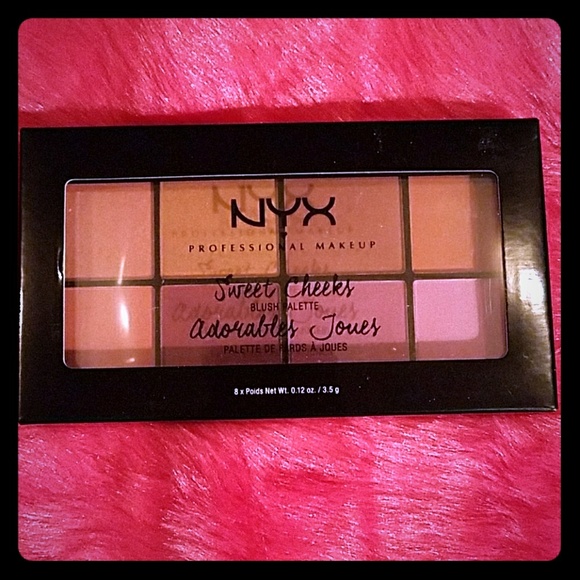 NYX
PROFESSIONAL MAKEUP
Sweet Cheeks
BLUSH PALETTE
Adorables Joues
PALETTE DE FARDS À JOUES
8 x Poids Net Wt. 0.12 oz. / 3.5 g